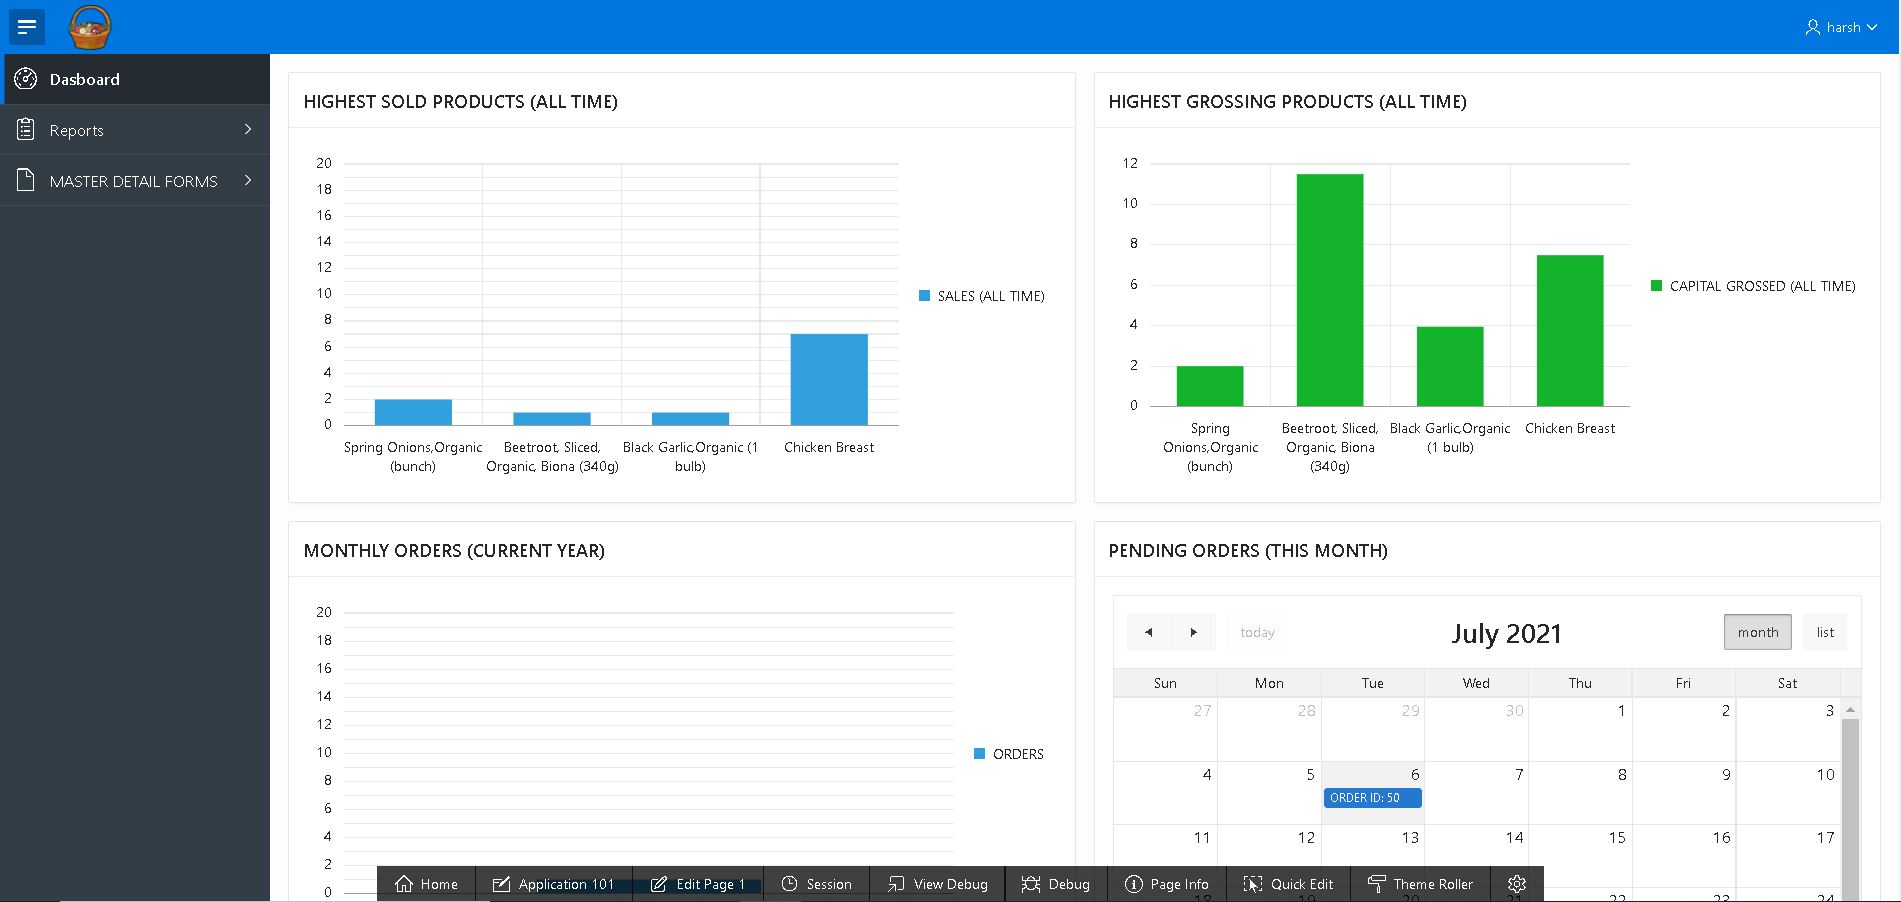 harsh
Dasboard
Reports
MASTER DETAIL FORMS
HIGHEST SOLD PRODUCTS (ALL TIME)
20
18
16
14
12
10
8
6
4
2
0
Spring Onions,Organic
(bunch)
Beetroot, Sliced,
Organic, Biona (340g)
Black Garlic,Organic (1
bulb)
Chicken Breast
SALES (ALL TIME)
HIGHEST GROSSING PRODUCTS (ALL TIME)
12
10
8
6
4
2
0
Spring
Onions,Organic
(bunch)
Beetroot, Sliced,
Organic, Biona
(340g)
Black Garlic,Organic
(1 bulb)
Chicken Breast
CAPITAL GROSSED (ALL TIME)
MONTHLY ORDERS (CURRENT YEAR)
20
18
16
14
12
10
8
6
4
2
0
ORDERS
PENDING ORDERS (THIS MONTH)
today
July 2021
month
list
Sun Mon Tue Wed Thu Fri Sat
27 28 29 30 1 2 3
4 5 6 7 8 9 10
ORDER ID: 50
11 12 13 14 15 16 17
18 19 20 21 22 23 24
Home Application 101 Edit Page 1 Session View Debug Debug Page Info Quick Edit Theme Roller